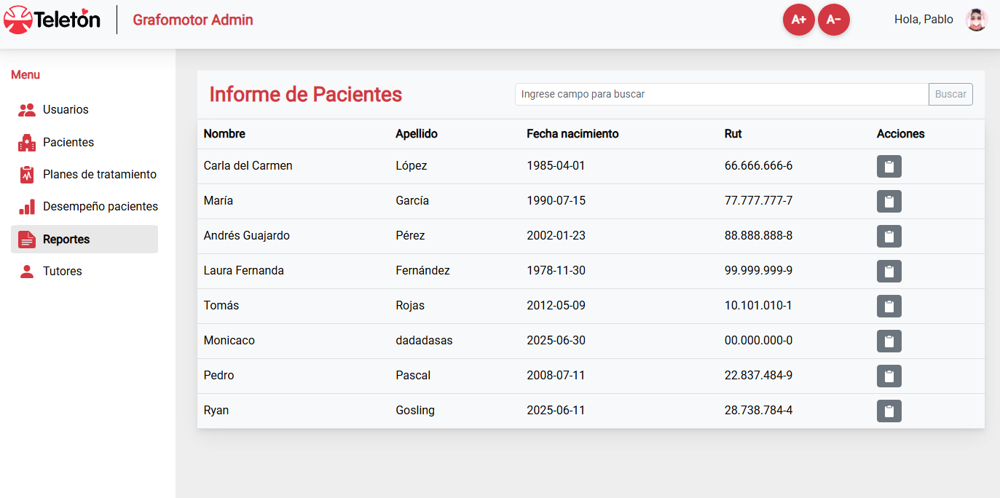 Teletón
Grafomotor Admin
A+
A−
Hola, Pablo
Menu
Usuarios
Pacientes
Planes de tratamiento
Desempeño pacientes
Reportes
Tutores
Informe de Pacientes
Ingrese campo para buscar
Buscar
Nombre Apellido Fecha nacimiento Rut Acciones
Carla del Carmen López 1985-04-01 66.666.666-6
María García 1990-07-15 77.777.777-7
Andrés Guajardo Pérez 2002-01-23 88.888.888-8
Laura Fernanda Fernández 1978-11-30 99.999.999-9
Tomás Rojas 2012-05-09 10.101.010-1
Monicaco dadadasas 2025-06-30 00.000.000-0
Pedro Pascal 2008-07-11 22.837.484-9
Ryan Gosling 2025-06-11 28.738.784-4